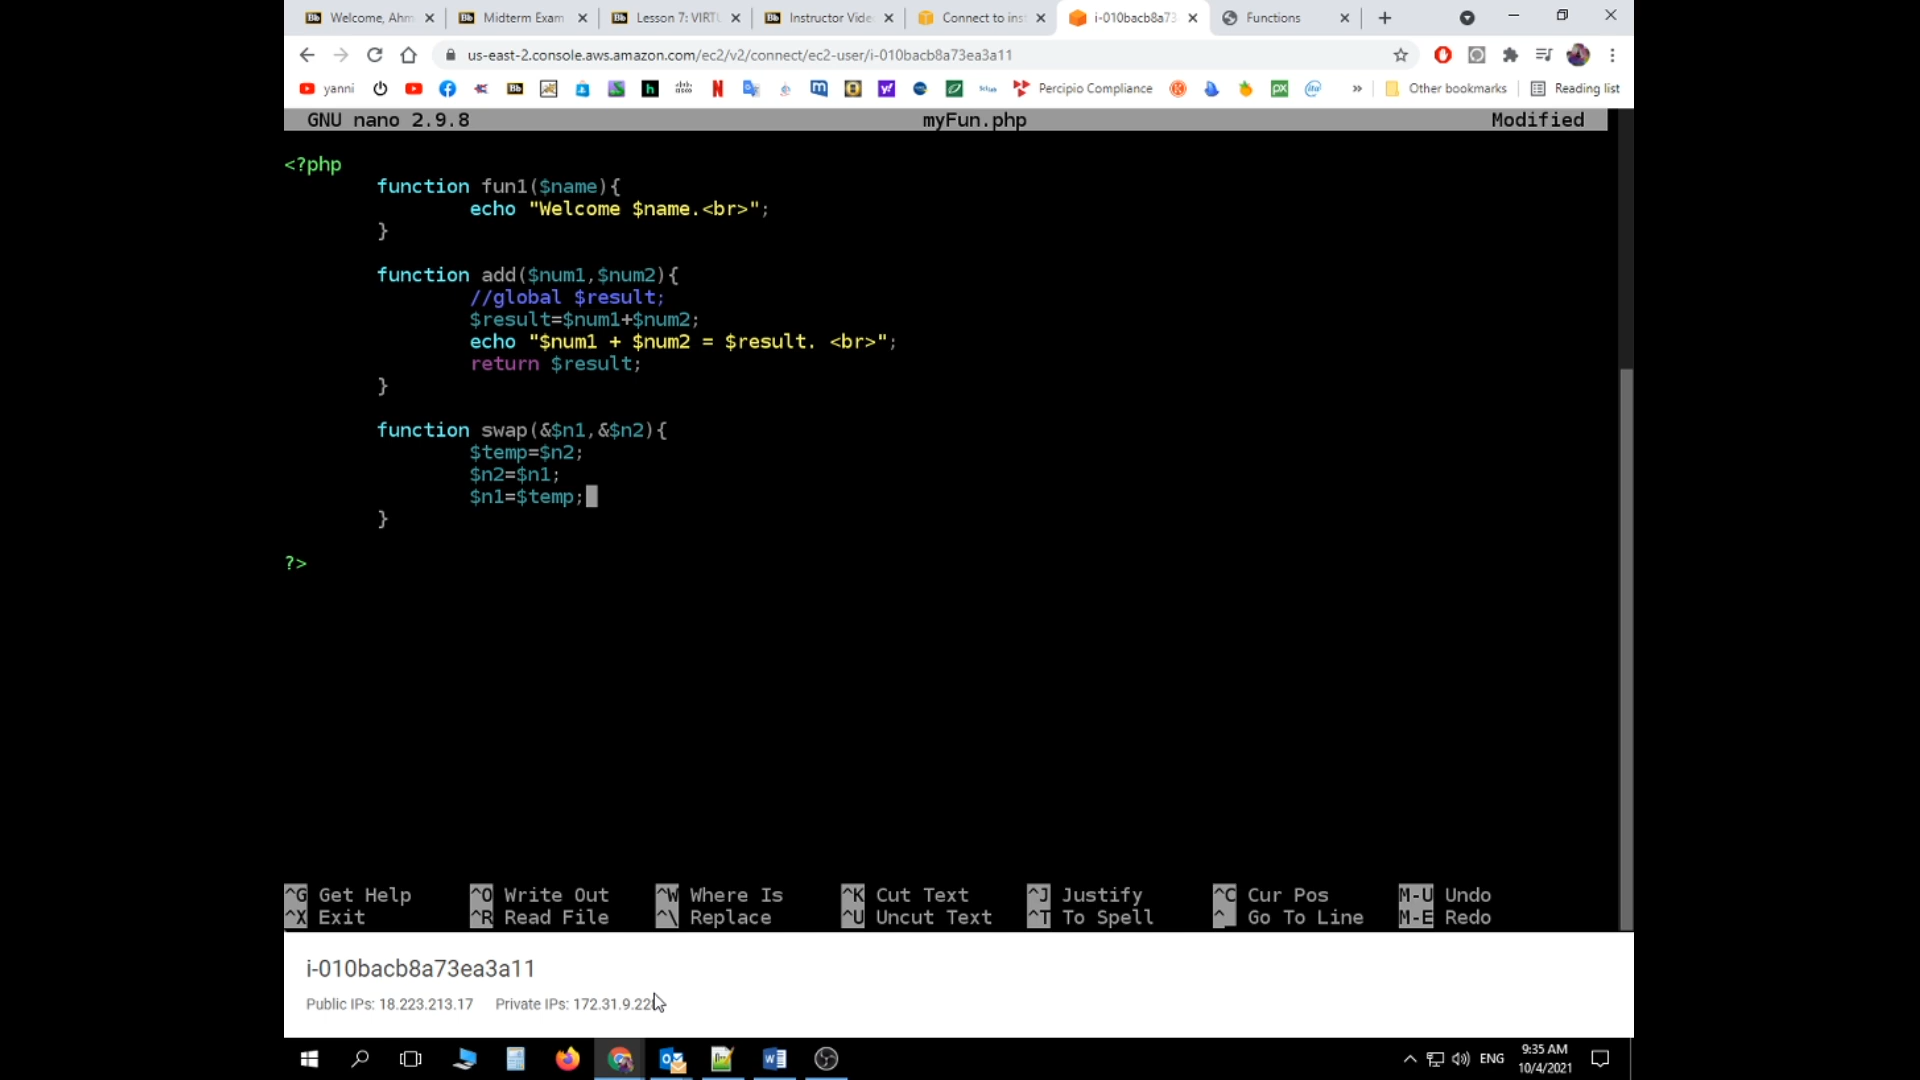 Welcome, Ahm
Midterm Exam
Lesson 7: VIRTU
Instructor Vide
Connect to inst
i-010bacb8a73
Functions
us-east-2.console.aws.amazon.com/ec2/v2/connect/ec2-user/i-010bacb8a73ea3a11
yanni
Percipio Compliance
Other bookmarks
Reading list
GNU nano 2.9.8 myFun.php Modified
<?php
function fun1($name){
echo "Welcome $name.<br>";
}
function add($num1,$num2){
//global $result;
$result=$num1+$num2;
echo "$num1 + $num2 = $result. <br>";
return $result;
}
function swap(&$n1,&$n2){
$temp=$n2;
$n2=$n1;
$n1=$temp;
}
?>
^G Get Help ^O Write Out ^W Where Is ^K Cut Text ^J Justify ^C Cur Pos M-U Undo
^X Exit ^R Read File ^\ Replace ^U Uncut Text ^T To Spell ^_ Go To Line M-E Redo
i-010bacb8a73ea3a11
Public IPs: 18.223.213.17 Private IPs: 172.31.9.22
ENG
9:35 AM
10/4/2021